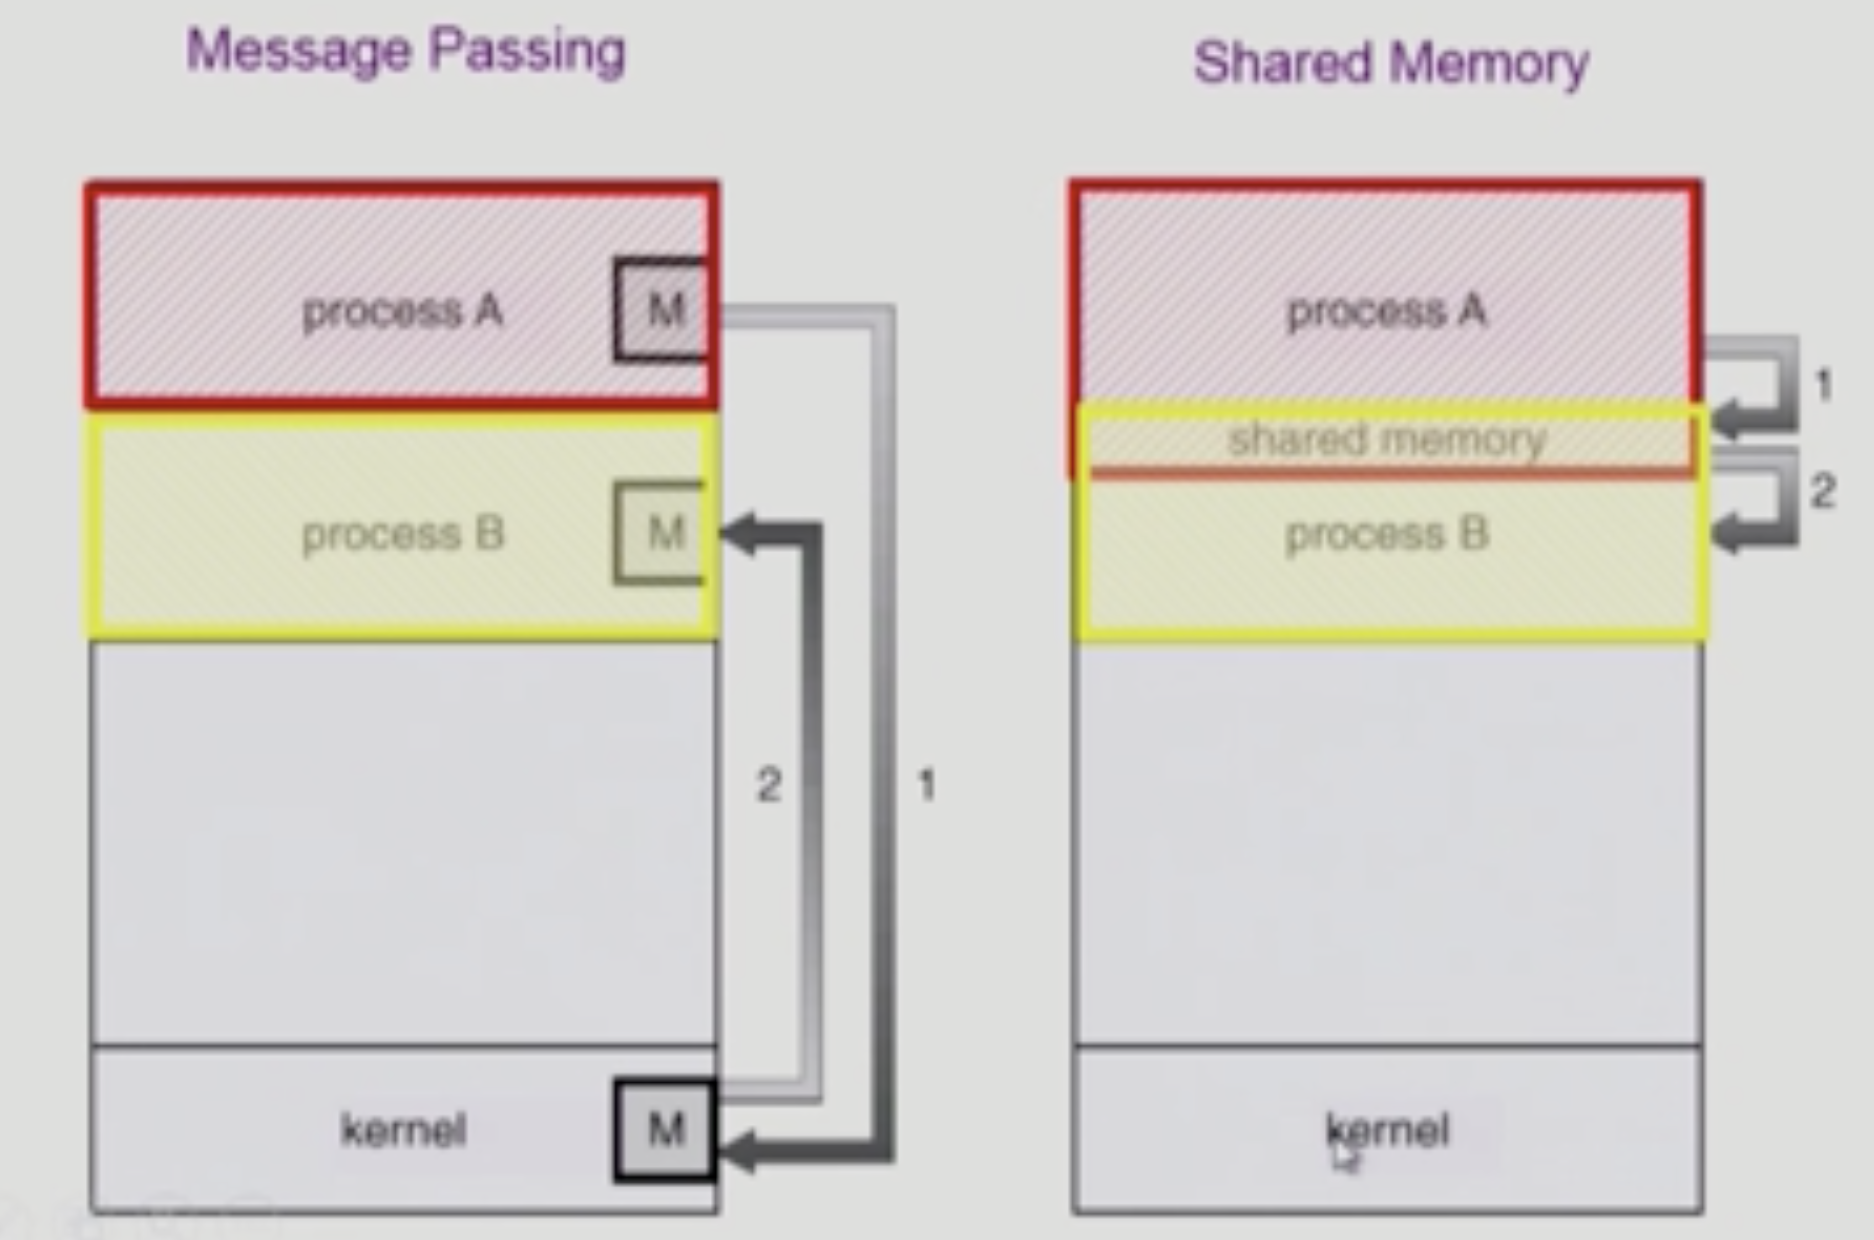 Message Passing
process A
M
process B
M
2
1
kernel
M
Shared Memory
process A
1
shared memory
2
process B
kernel